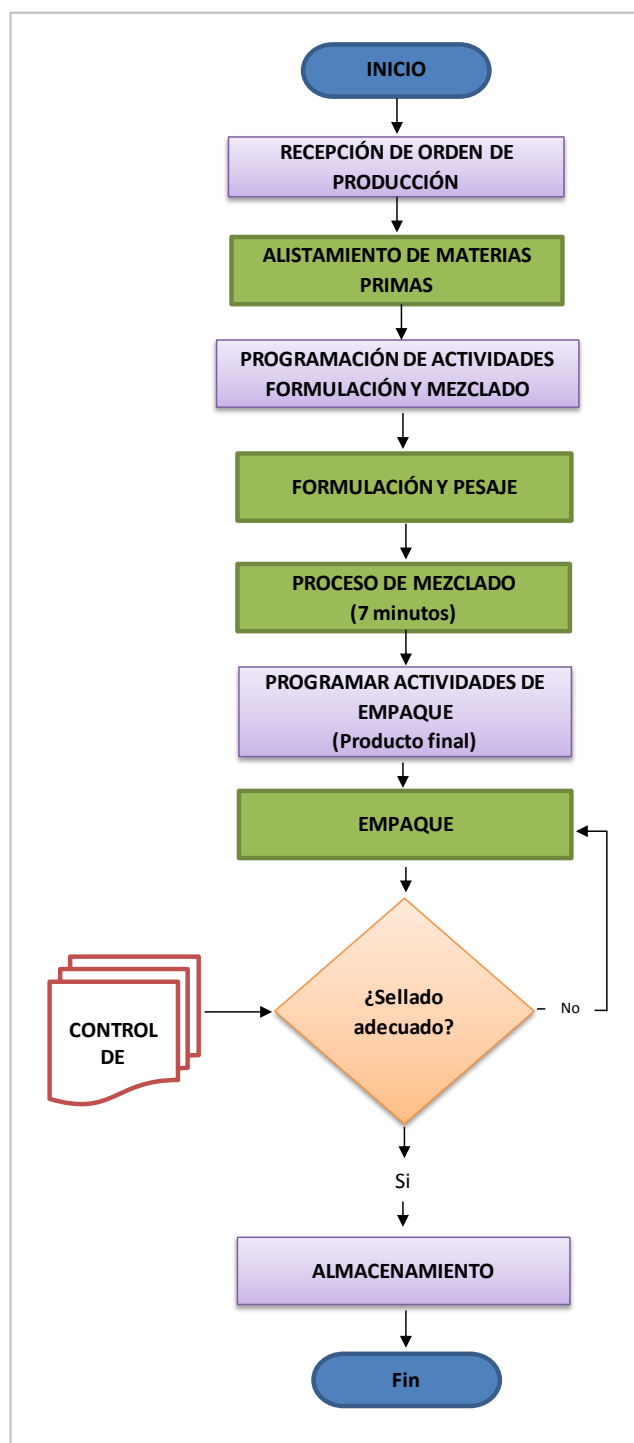 INICIO
RECEPCIÓN DE ORDEN DE
PRODUCCIÓN
ALISTAMIENTO DE MATERIAS
PRIMAS
PROGRAMACIÓN DE ACTIVIDADES
FORMULACIÓN Y MEZCLADO
FORMULACIÓN Y PESAJE
PROCESO DE MEZCLADO
(7 minutos)
PROGRAMAR ACTIVIDADES DE
EMPAQUE
(Producto final)
EMPAQUE
¿Sellado
adecuado?
No
CONTROL
DE
Si
ALMACENAMIENTO
Fin